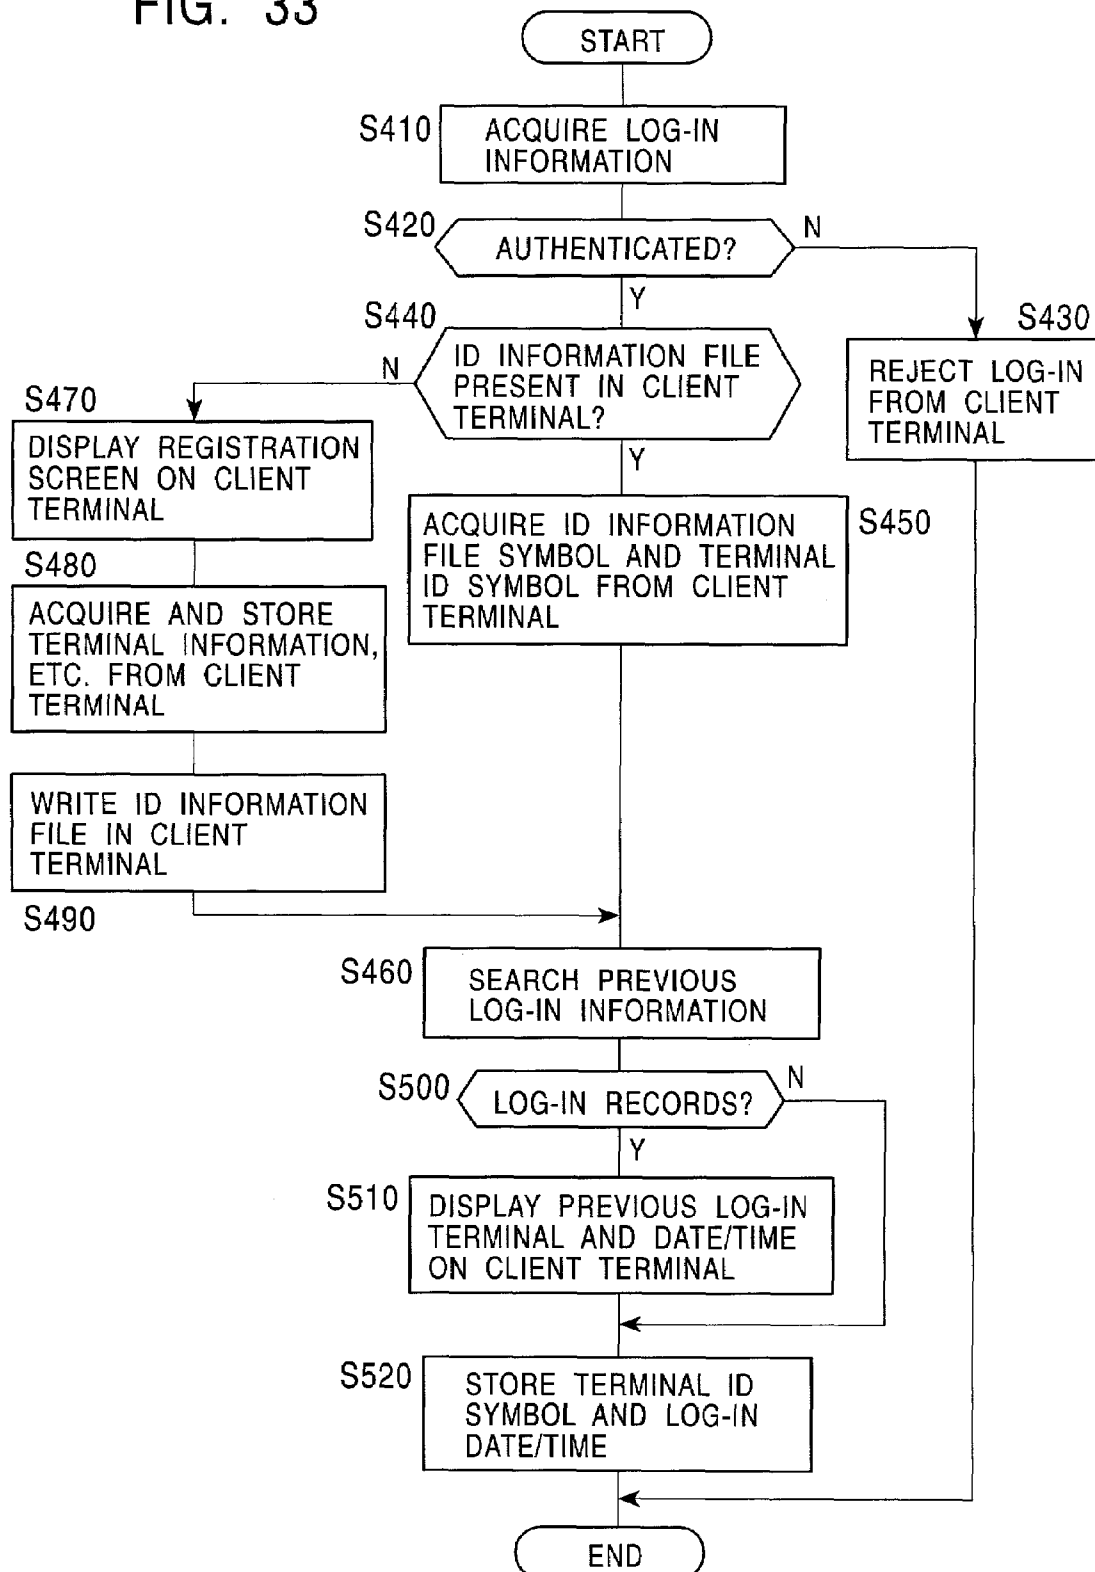 FIG. 33
START
S410
ACQUIRE LOG-IN
INFORMATION
S420
AUTHENTICATED?
N
Y
S440
ID INFORMATION FILE
PRESENT IN CLIENT
TERMINAL?
N
Y
S430
REJECT LOG-IN
FROM CLIENT
TERMINAL
S470
DISPLAY REGISTRATION
SCREEN ON CLIENT
TERMINAL
S450
ACQUIRE ID INFORMATION
FILE SYMBOL AND TERMINAL
ID SYMBOL FROM CLIENT
TERMINAL
S480
ACQUIRE AND STORE
TERMINAL INFORMATION,
ETC. FROM CLIENT
TERMINAL
WRITE ID INFORMATION
FILE IN CLIENT
TERMINAL
S490
S460
SEARCH PREVIOUS
LOG-IN INFORMATION
S500
LOG-IN RECORDS?
N
Y
S510
DISPLAY PREVIOUS LOG-IN
TERMINAL AND DATE/TIME
ON CLIENT TERMINAL
S520
STORE TERMINAL ID
SYMBOL AND LOG-IN
DATE/TIME
END